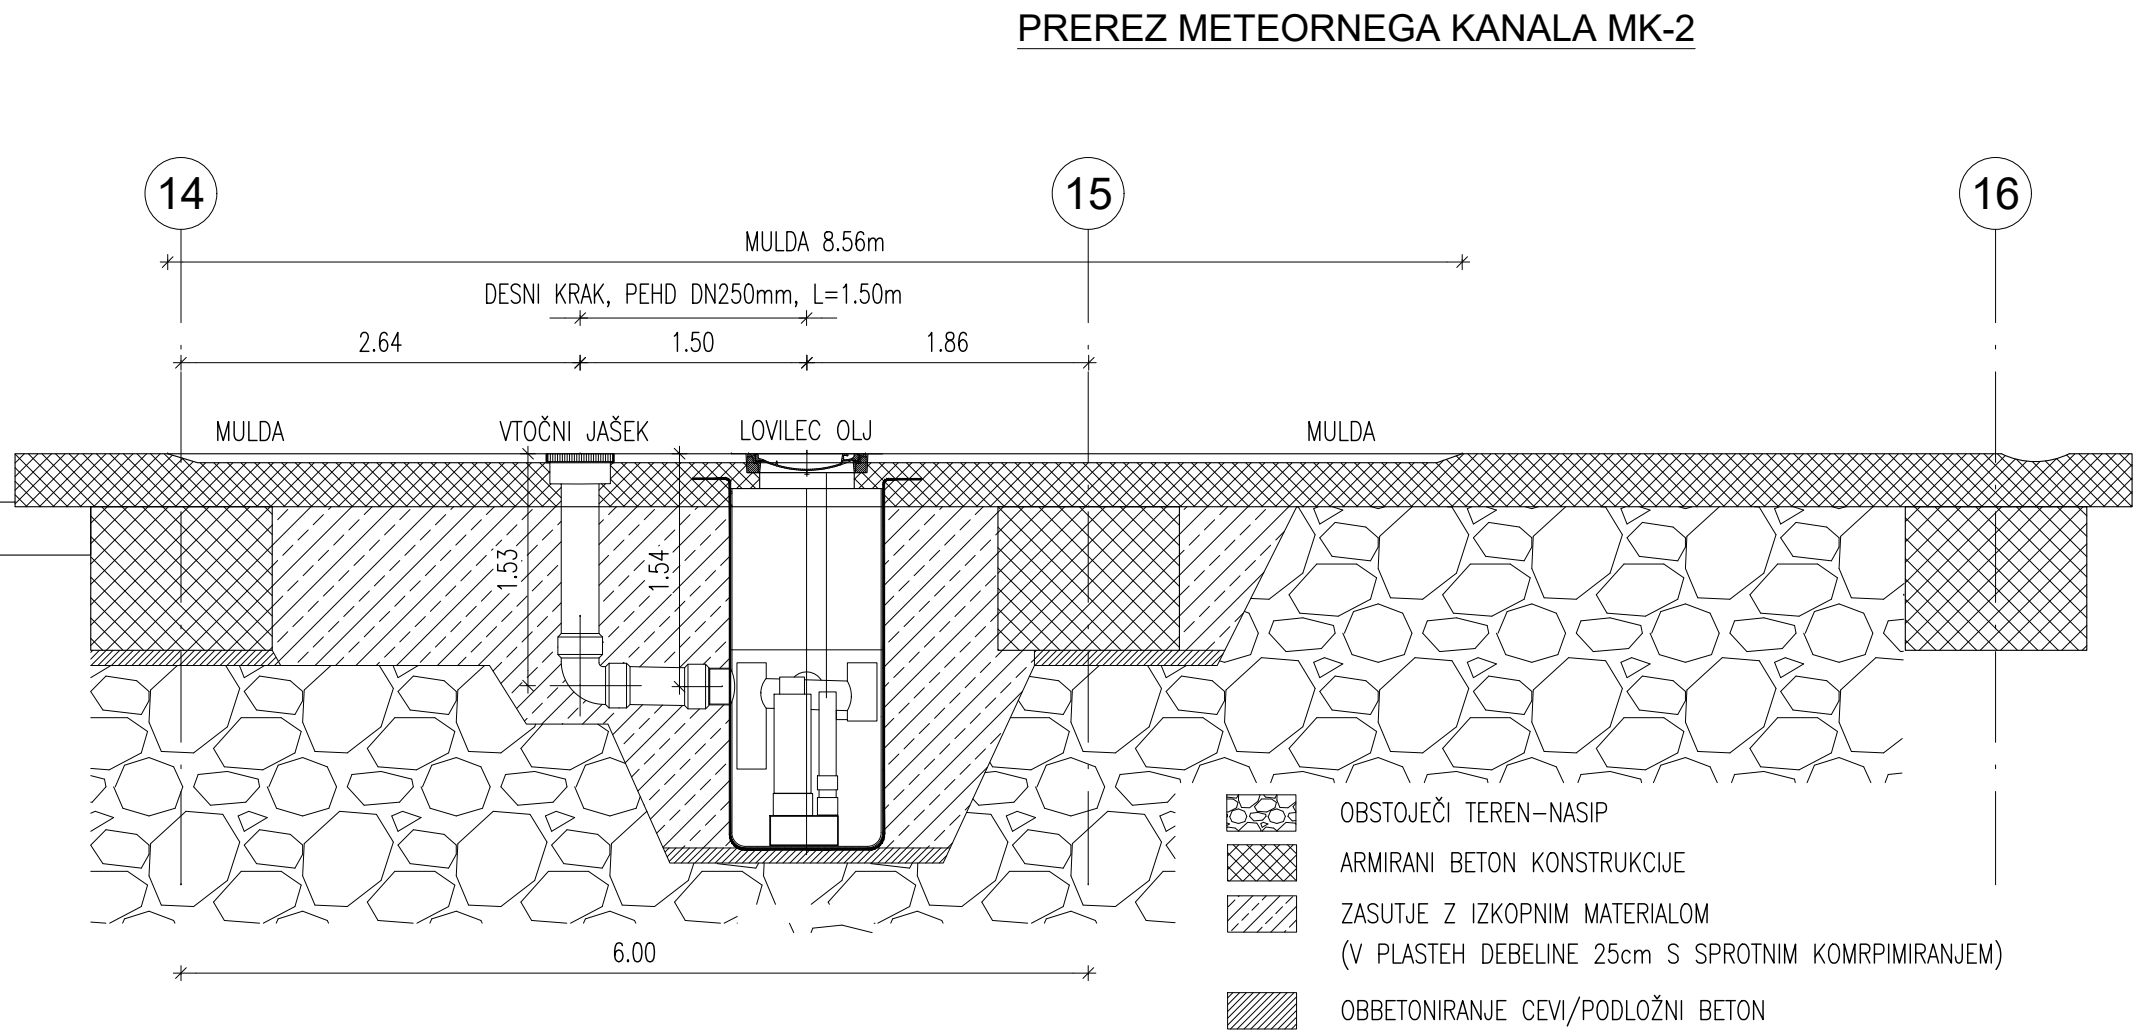 PREREZ METEORNEGA KANALA MK-2
14
15
16
MULDA 8.56m
DESNI KRAK, PEHD DN250mm, L=1.50m
2.64
1.50
1.86
MULDA
VTOČNI JAŠEK
LOVILEC OLJ
MULDA
1.53
1.54
OBSTOJEČI TEREN-NASIP
ARMIRANI BETON KONSTRUKCIJE
ZASUTJE Z IZKOPNIM MATERIALOM
(V PLASTEH DEBELINE 25cm S SPROTNIM KOMRPIMIRANJEM)
6.00
OBBETONIRANJE CEVI/PODLOŽNI BETON